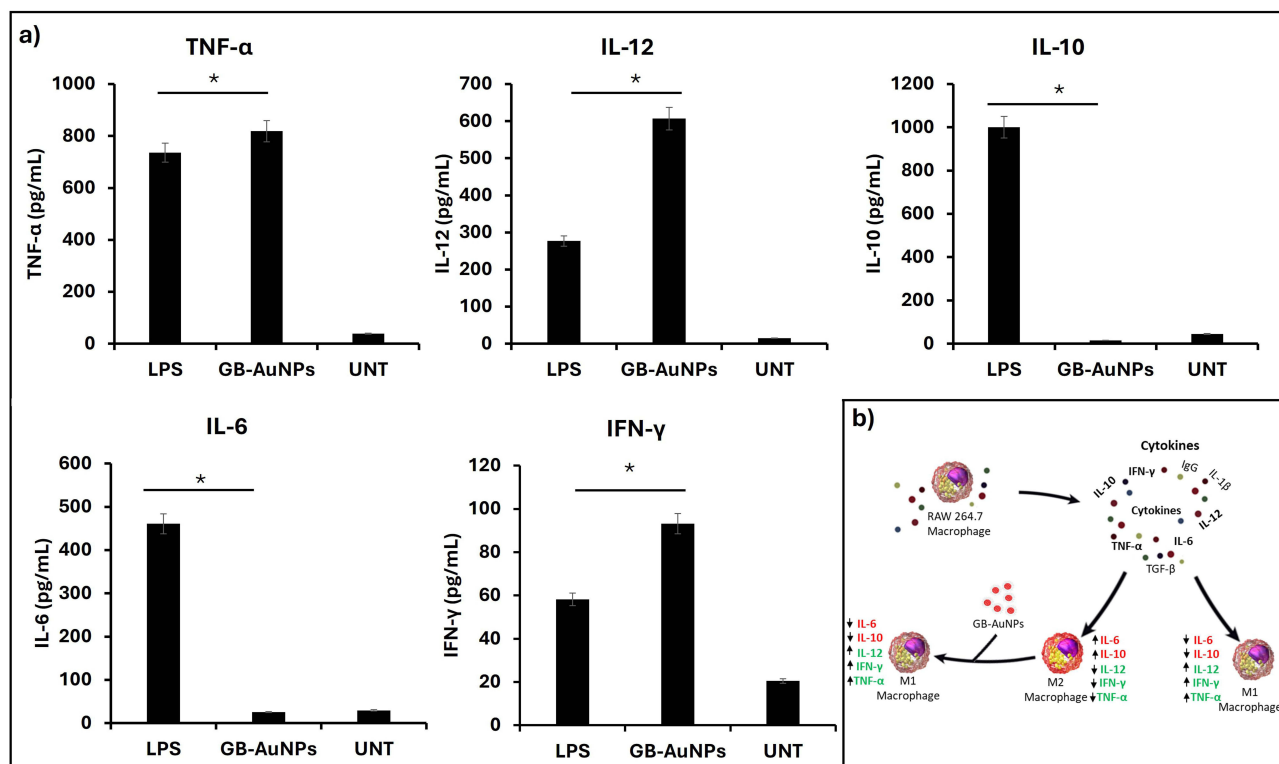 a)
TNF-α
*
1000
800
600
400
200
0
TNF-α (pg/mL)
LPS GB-AuNPs UNT
IL-12
*
700
600
500
400
300
200
100
0
IL-12 (pg/mL)
LPS GB-AuNPs UNT
IL-10
*
1200
1000
800
600
400
200
0
IL-10 (pg/mL)
LPS GB-AuNPs UNT
IL-6
*
600
500
400
300
200
100
0
IL-6 (pg/mL)
LPS GB-AuNPs UNT
IFN-γ
*
120
100
80
60
40
20
0
IFN-γ (pg/mL)
LPS GB-AuNPs UNT
b)
RAW 264.7
Macrophage
Cytokines
IL-10
IFN-γ
IgG
IL-1β
Cytokines
IL-12
TNF-α
IL-6
TGF-β
GB-AuNPs
IL-6
IL-10
IL-12
IFN-γ
TNF-α
M1
Macrophage
M2
Macrophage
IL-6
IL-10
IL-12
IFN-γ
TNF-α
IL-6
IL-10
IL-12
IFN-γ
TNF-α
M1
Macrophage